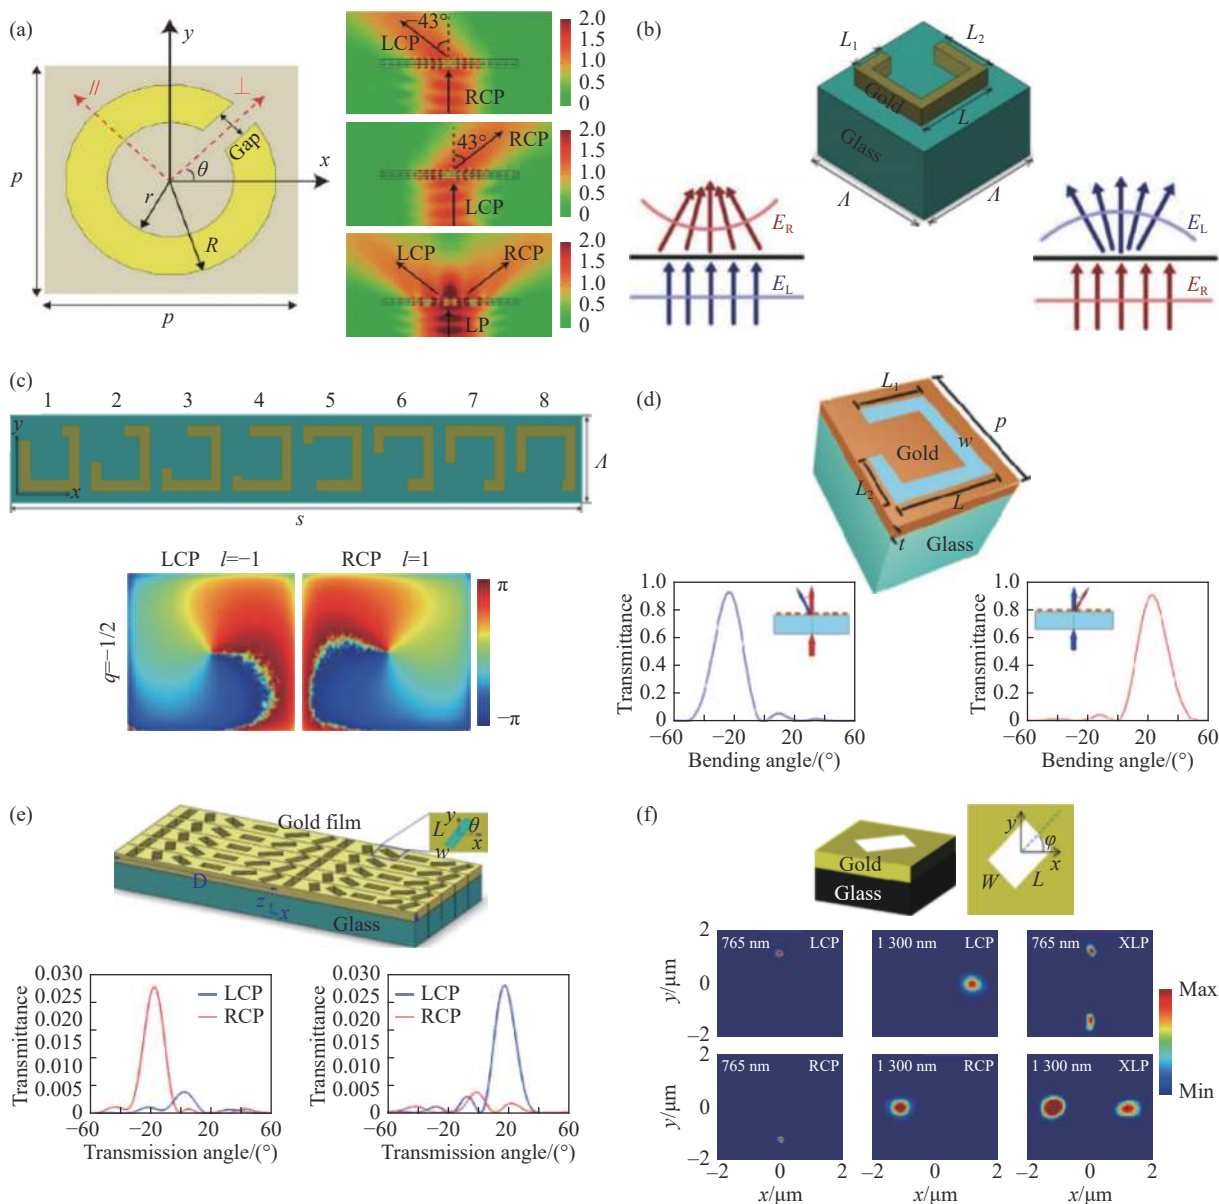 (a)
y
//
⊥
Gap
x
θ
r
R
p
p
−43°
LCP
RCP
2.0
1.5
1.0
0.5
0
43°
RCP
LCP
2.0
1.5
1.0
0.5
0
LCP
RCP
LP
2.0
1.5
1.0
0.5
0
(b)
L1
L2
Gold
L
Glass
Λ
Λ
ER
EL
EL
ER
(c)
1 2 3 4 5 6 7 8
y
x
Λ
s
LCP l=−1
RCP l=1
q=−1/2
π
−π
(d)
L1
p
w
Gold
L2
L
t
Glass
Transmittance
1.0
0.8
0.6
0.4
0.2
0
−60 −20 20 60
Bending angle/(°)
Transmittance
1.0
0.8
0.6
0.4
0.2
0
−60 −20 20 60
Bending angle/(°)
(e)
Gold film
y
L
θ
x
w
D
z
x
Glass
Transmittance
0.030
0.025
0.020
0.015
0.010
0.005
0.000
LCP
RCP
−60 −20 20 60
Transmission angle/(°)
Transmittance
0.030
0.025
0.020
0.015
0.010
0.005
0.000
LCP
RCP
−60 −20 20 60
Transmission angle/(°)
(f)
Gold
Glass
y
φ
x
W
L
2
0
−2
y/μm
765 nm LCP
1 300 nm LCP
765 nm XLP
2
0
−2
y/μm
765 nm RCP
1 300 nm RCP
1 300 nm XLP
−2 0 2
−2 0 2
−2 0 2
x/μm
x/μm
x/μm
Max
Min